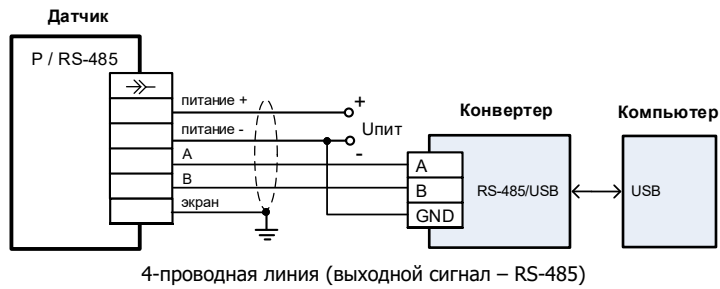 Датчик
P / RS-485
питание +
питание -
A
B
экран
+
Uпит
-
Конвертер
A
B
GND
RS-485/USB
Компьютер
USB
4-проводная линия (выходной сигнал – RS-485)